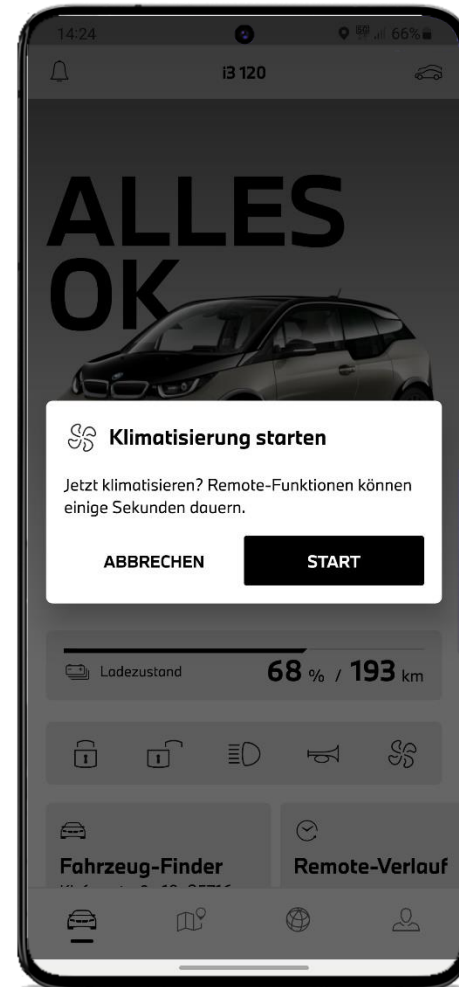 14:24
66%
i3 120
ALLES
OK
Klimatisierung starten
Jetzt klimatisieren? Remote-Funktionen können
einige Sekunden dauern.
ABBRECHEN
START
Ladezustand
68 % / 193 km
Fahrzeug-Finder
Remote-Verlauf